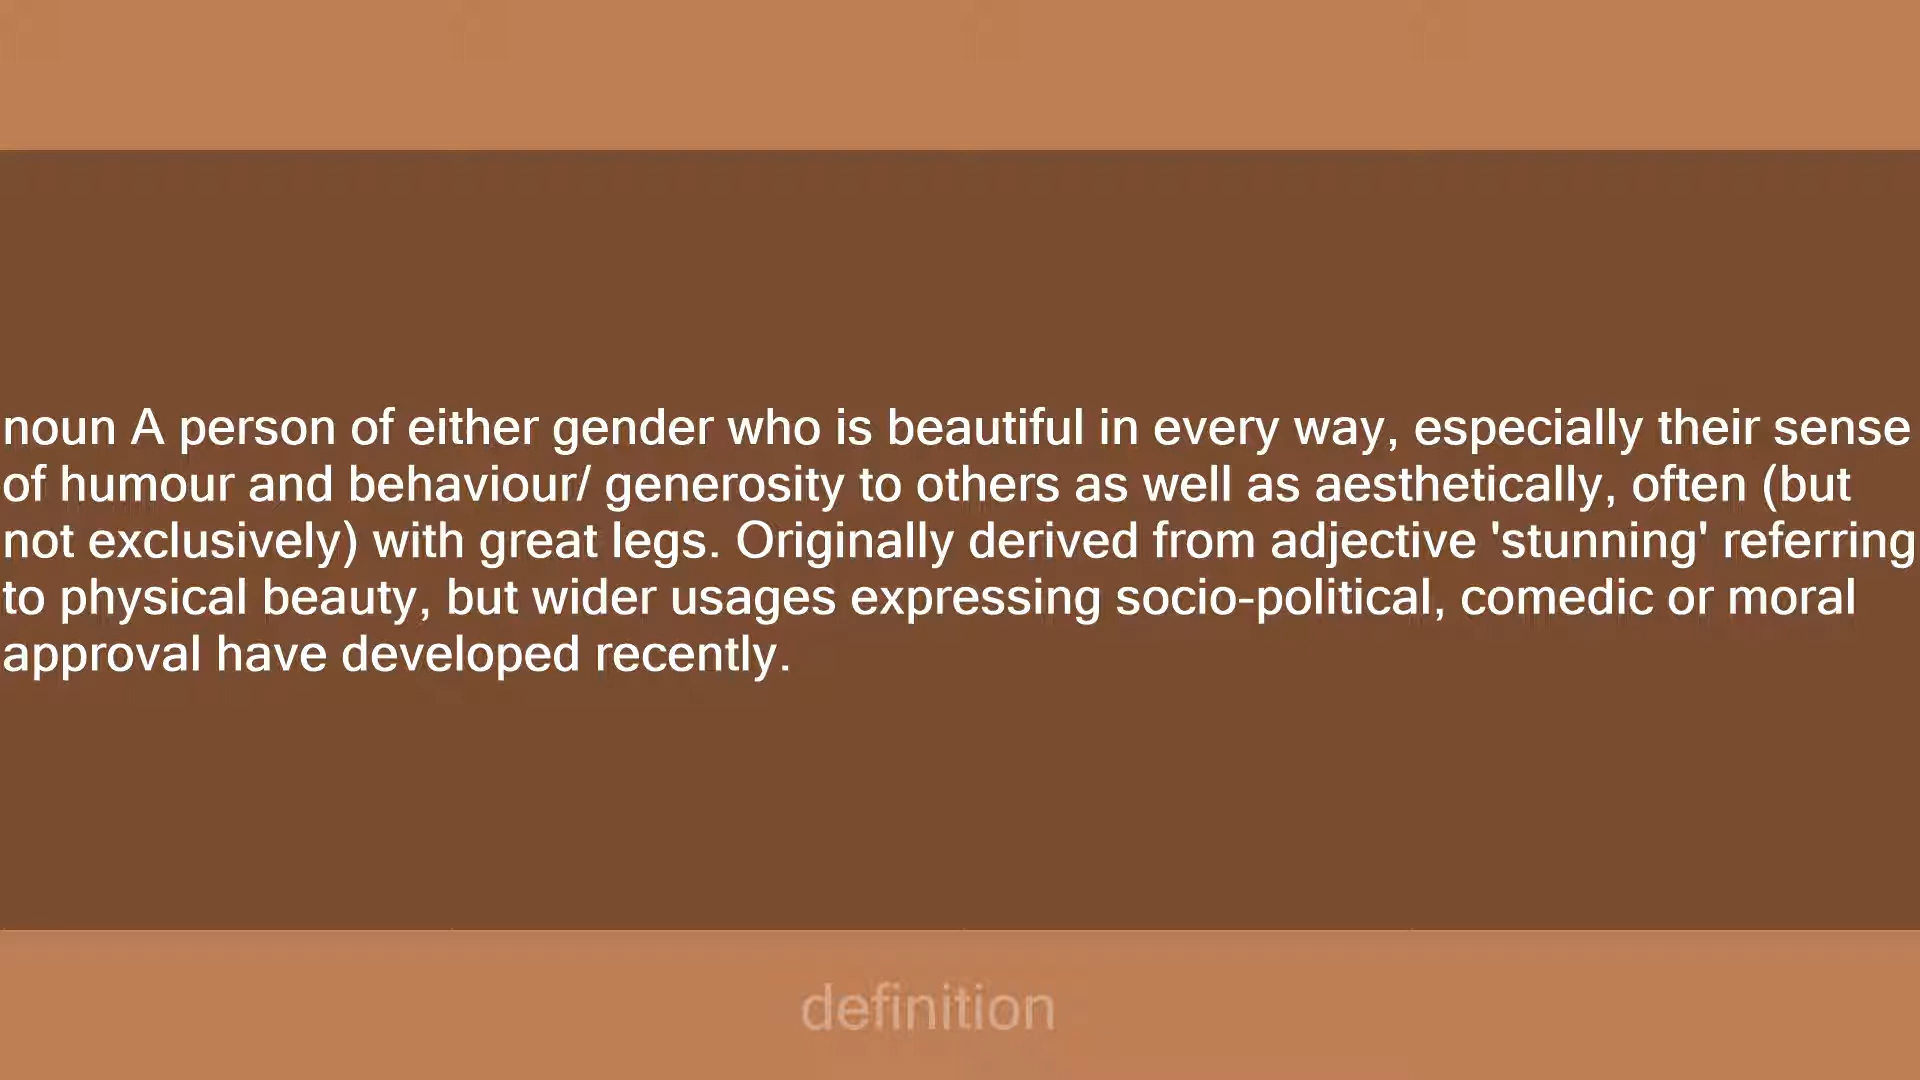 noun A person of either gender who is beautiful in every way, especially their sense
of humour and behaviour/ generosity to others as well as aesthetically, often (but
not exclusively) with great legs. Originally derived from adjective 'stunning' referring
to physical beauty, but wider usages expressing socio-political, comedic or moral
approval have developed recently.
definition